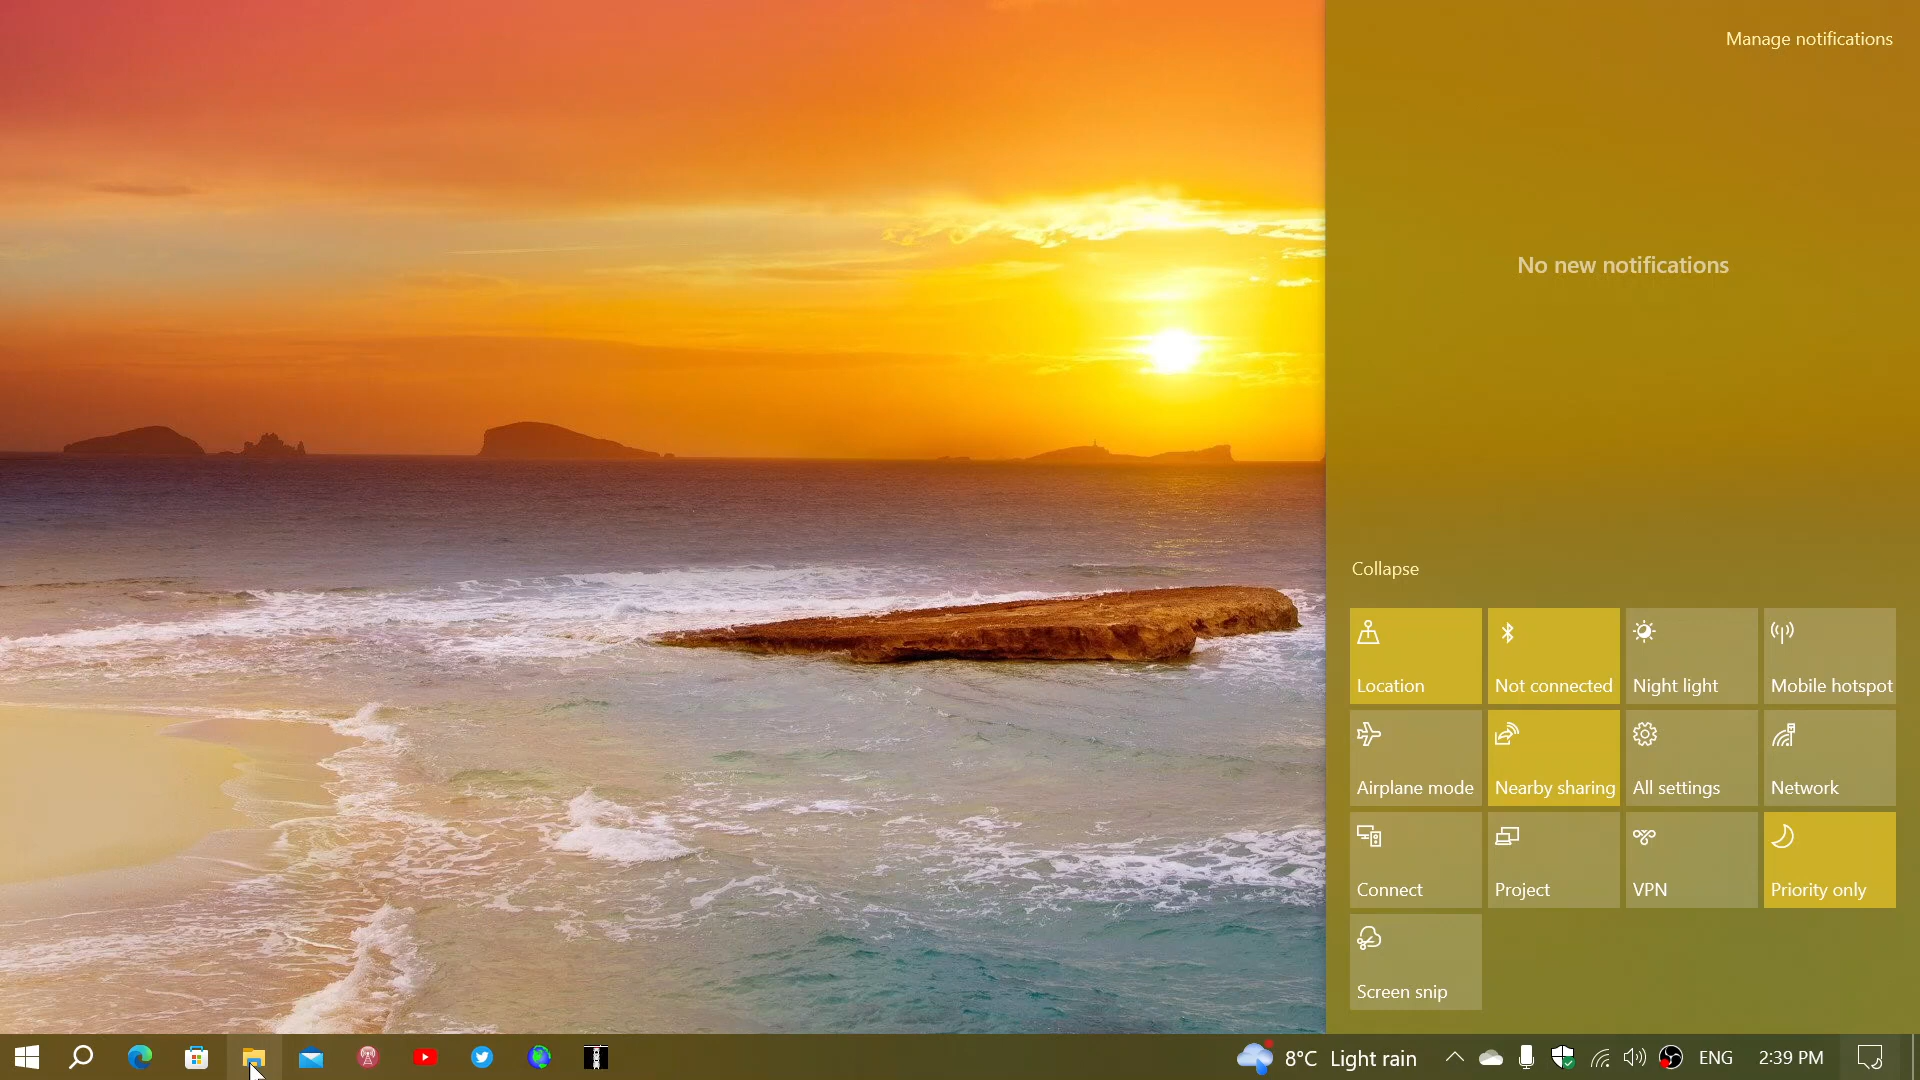 Manage notifications
No new notifications
Collapse
Location
Not connected
Night light
Mobile hotspot
Airplane mode
Nearby sharing
All settings
Network
Connect
Project
VPN
Priority only
Screen snip
8°C Light rain
ENG
2:39 PM